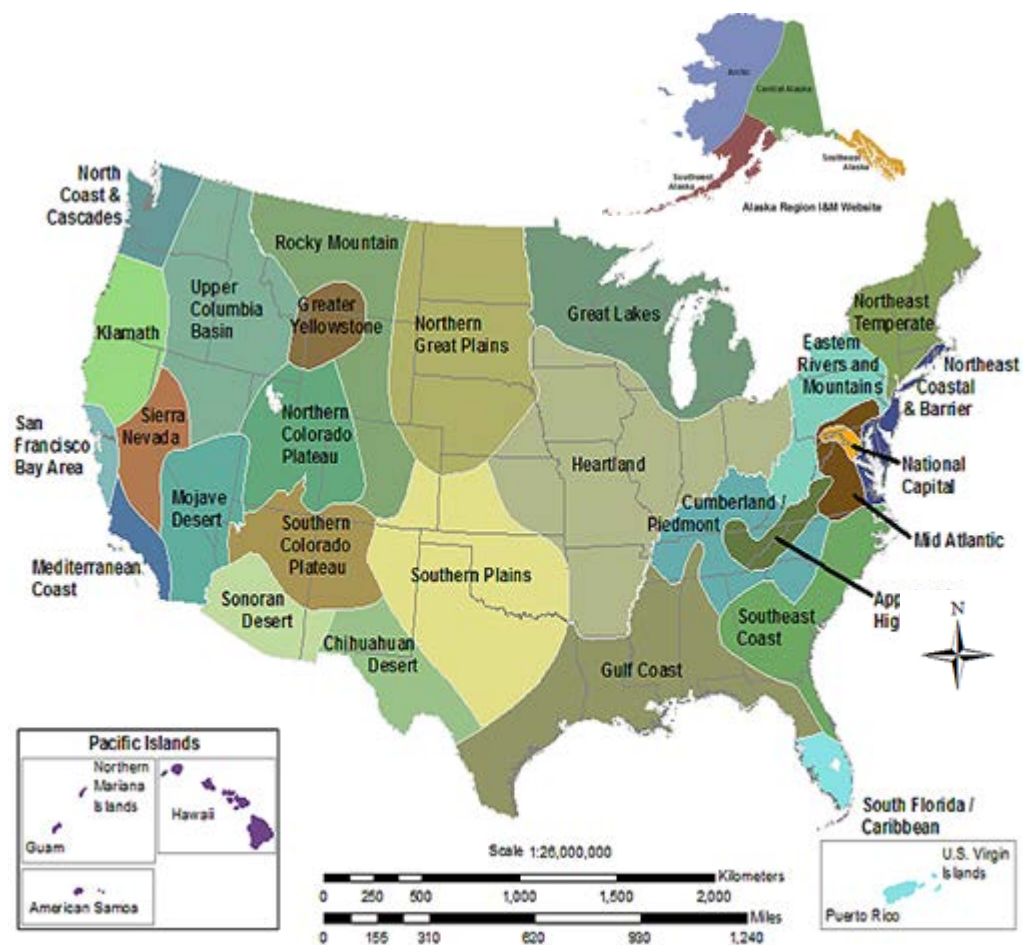 Arctic
Central Alaska
Southwest
Alaska
Southeast
Alaska
Alaska Region I&M Website
North
Coast &
Cascades
Rocky Mountain
Upper
Columbia
Basin
Greater
Yellowstone
Klamath
Northern
Great Plains
Great Lakes
Northeast
Temperate
Eastern
Rivers and
Mountains
Northeast
Coastal
& Barrier
San
Francisco
Bay Area
Sierra
Nevada
Northern
Colorado
Plateau
Heartland
National
Capital
Mojave
Desert
Cumberland /
Piedmont
Southern
Colorado
Plateau
Mid Atlantic
Mediterranean
Coast
Southern Plains
Sonoran
Desert
App
Hig
Southeast
Coast
N
Chihuahuan
Desert
Gulf Coast
Pacific Islands
Northern
Mariana
Islands
Hawaii
Guam
American Samoa
South Florida /
Caribbean
U.S. Virgin
Islands
Puerto Rico
Scale 1:26,000,000
Kilometers
0 250 500 1,000 1,500 2,000
Miles
0 155 310 620 930 1,240